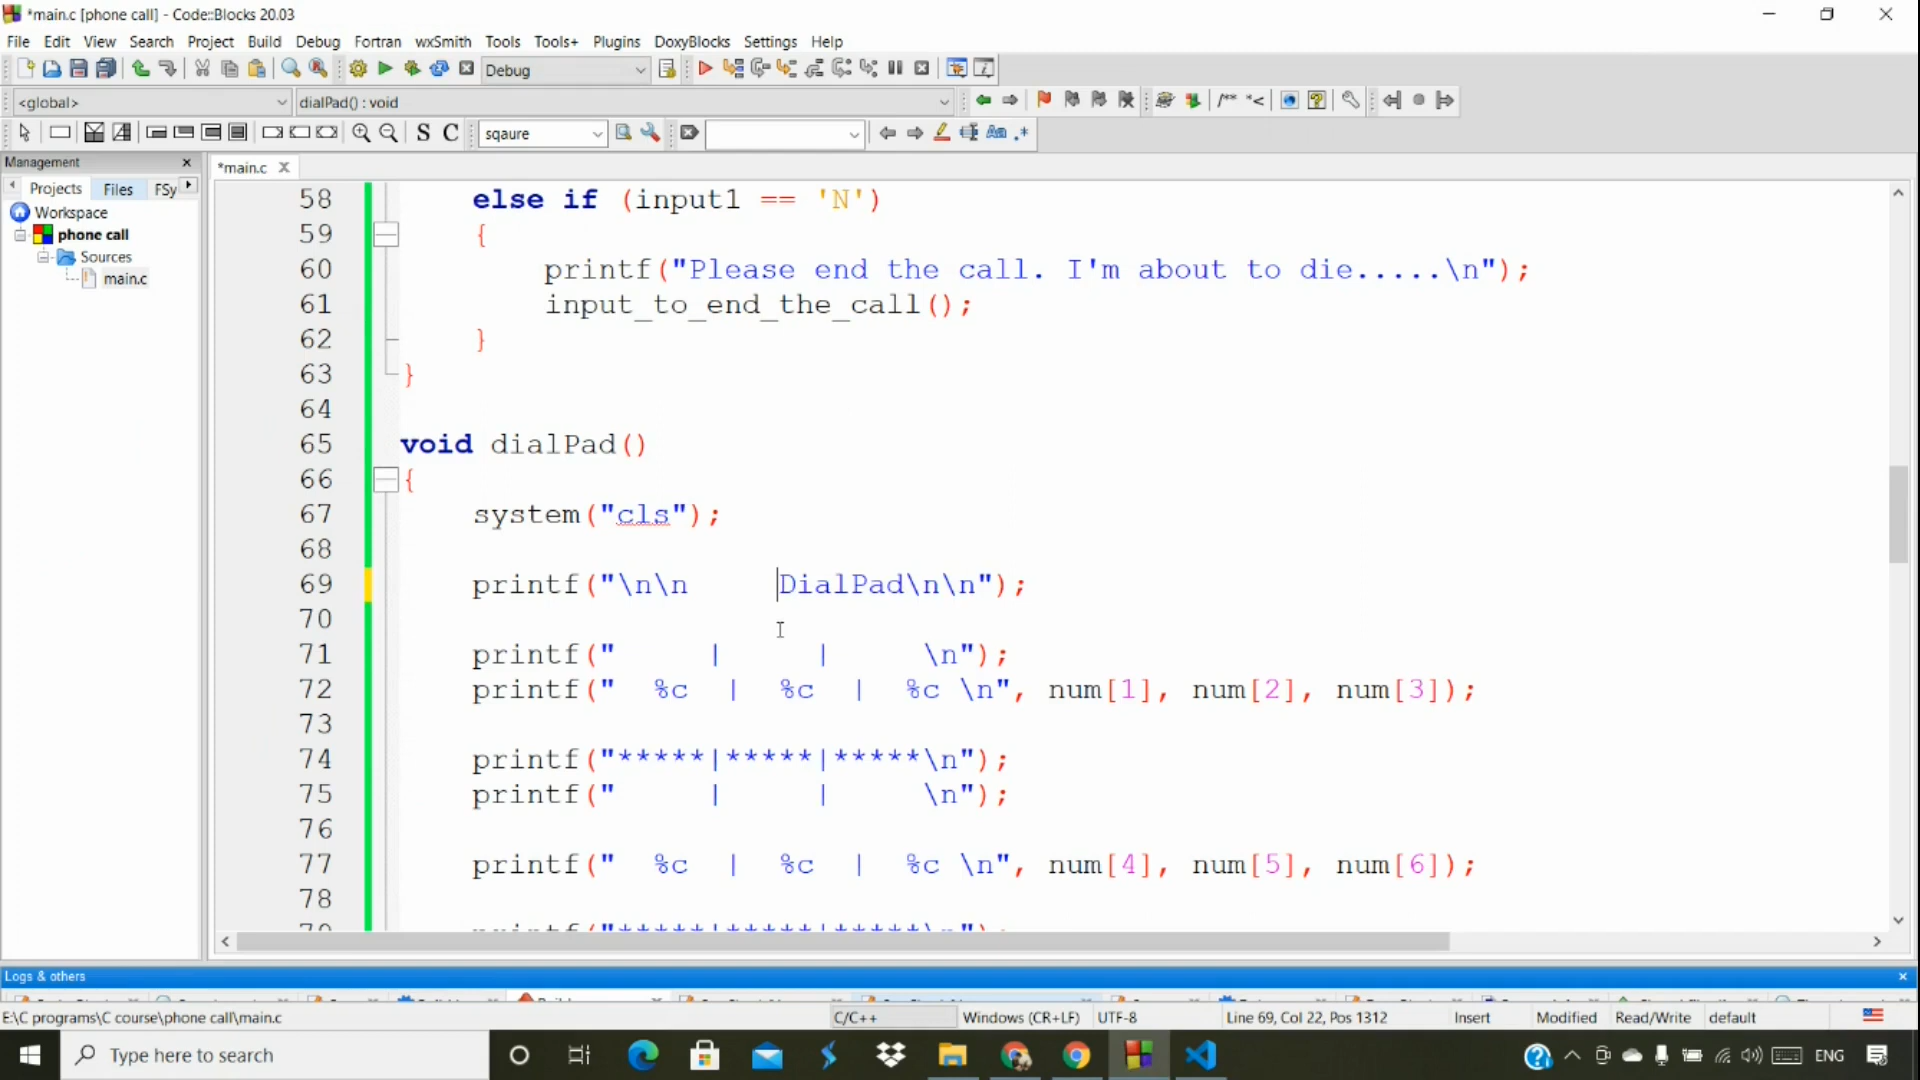 *main.c [phone call] - Code::Blocks 20.03
File Edit View Search Project Build Debug Fortran wxSmith Tools Tools+ Plugins DoxyBlocks Settings Help
Debug
<global> dialPad() : void
S C sqaure
Management
*main.c
Projects Files FSy
Workspace
phone call
Sources
main.c
58 else if (input1 == 'N')
59 {
60 printf("Please end the call. I'm about to die.....\n");
61 input_to_end_the_call();
62 }
63 }
64
65 void dialPad()
66 {
67 system("cls");
68
69 printf("\n\n     DialPad\n\n");
70
71 printf("     |     |     \n");
72 printf("  %c  |  %c  |  %c \n", num[1], num[2], num[3]);
73
74 printf("*****|*****|*****\n");
75 printf("     |     |     \n");
76
77 printf("  %c  |  %c  |  %c \n", num[4], num[5], num[6]);
78
Logs & others
E:\C programs\C course\phone call\main.c C/C++ Windows (CR+LF) UTF-8 Line 69, Col 22, Pos 1312 Insert Modified Read/Write default
Type here to search
ENG